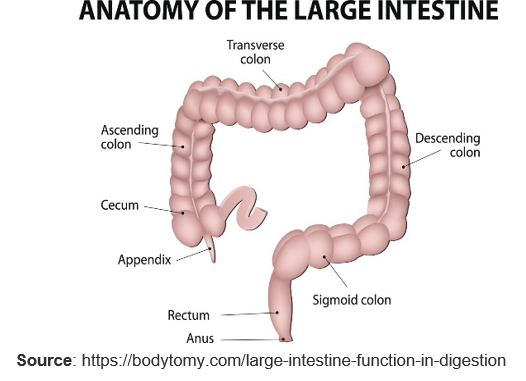 ANATOMY OF THE LARGE INTESTINE
Transverse
colon
Ascending
colon
Descending
colon
Cecum
Appendix
Sigmoid colon
Rectum
Anus
Source: https://bodytomy.com/large-intestine-function-in-digestion